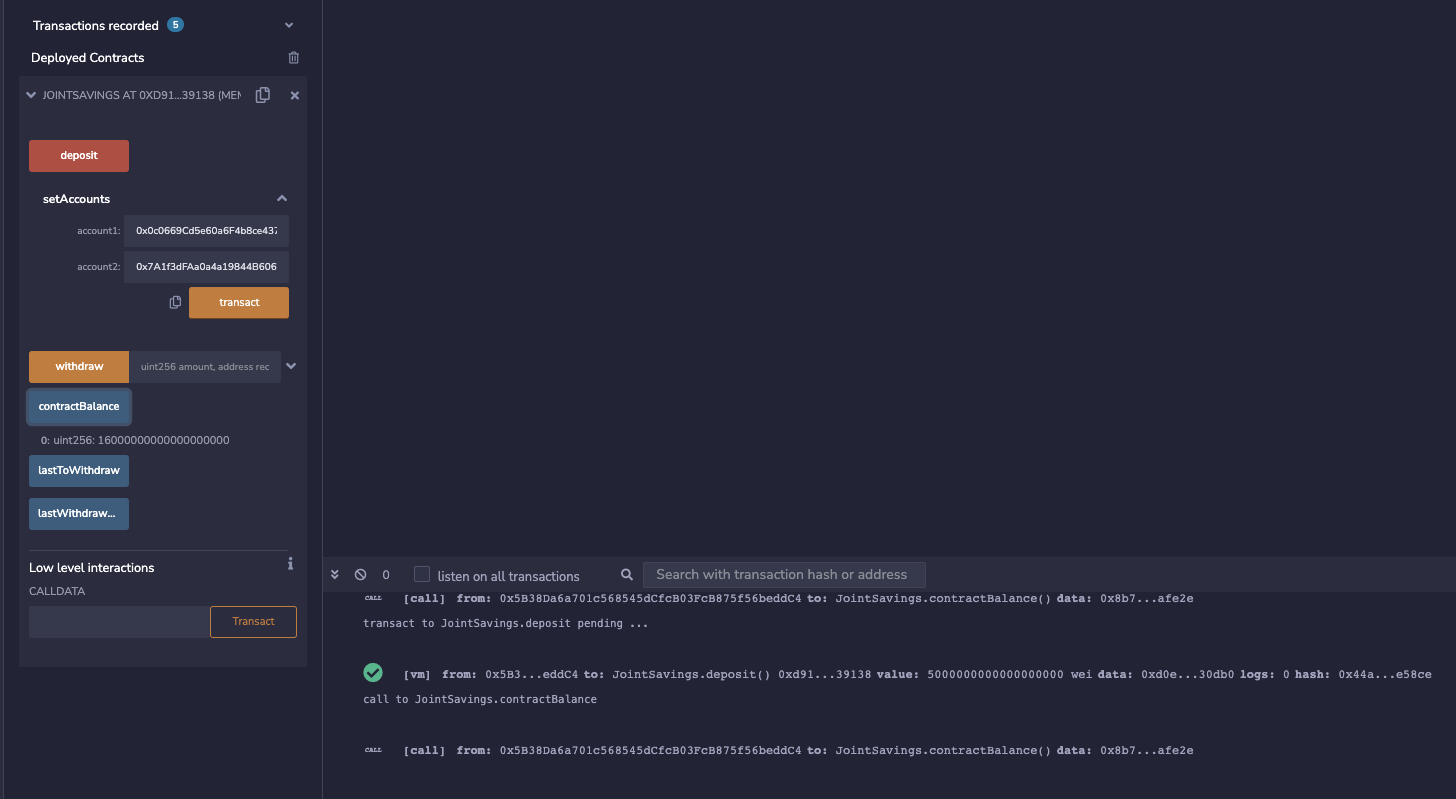 Transactions recorded 5
Deployed Contracts
JOINTSAVINGS AT 0XD91...39138 (MEM
deposit
setAccounts
account1: 0x0c0669Cd5e60a6F4b8ce437
account2: 0x7A1f3dFAa0a4a19844B606
transact
withdraw uint256 amount, address rec
contractBalance
0: uint256: 16000000000000000000
lastToWithdraw
lastWithdraw...
Low level interactions i
CALLDATA
Transact
0 listen on all transactions Search with transaction hash or address
CALL [call] from: 0x5B38Da6a701c568545dCfcB03FcB875f56beddC4 to: JointSavings.contractBalance() data: 0x8b7...afe2e
transact to JointSavings.deposit pending ...
[vm] from: 0x5B3...eddC4 to: JointSavings.deposit() 0xd91...39138 value: 5000000000000000000 wei data: 0xd0e...30db0 logs: 0 hash: 0x44a...e58ce
call to JointSavings.contractBalance
CALL [call] from: 0x5B38Da6a701c568545dCfcB03FcB875f56beddC4 to: JointSavings.contractBalance() data: 0x8b7...afe2e